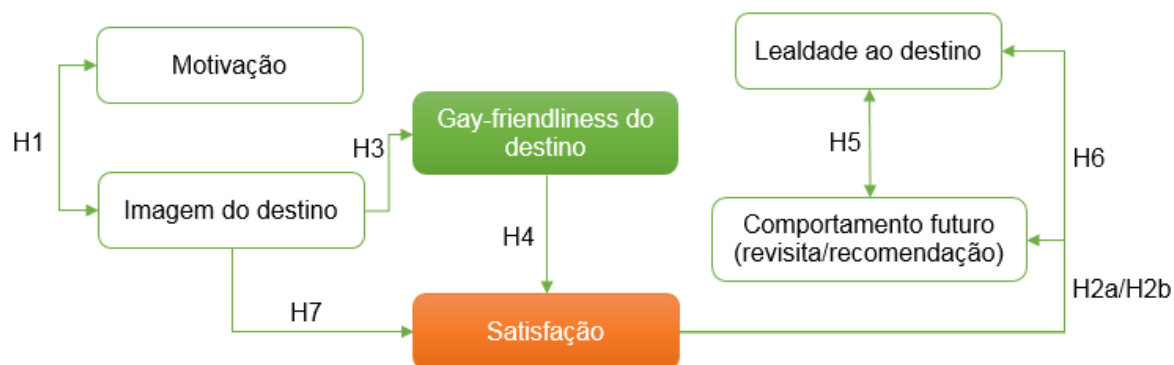 Motivação
Lealdade ao destino
Gay-friendliness do
destino
H1
H3
H5
H6
Imagem do destino
Comportamento futuro
(revisita/recomendação)
H4
H2a/H2b
H7
Satisfação